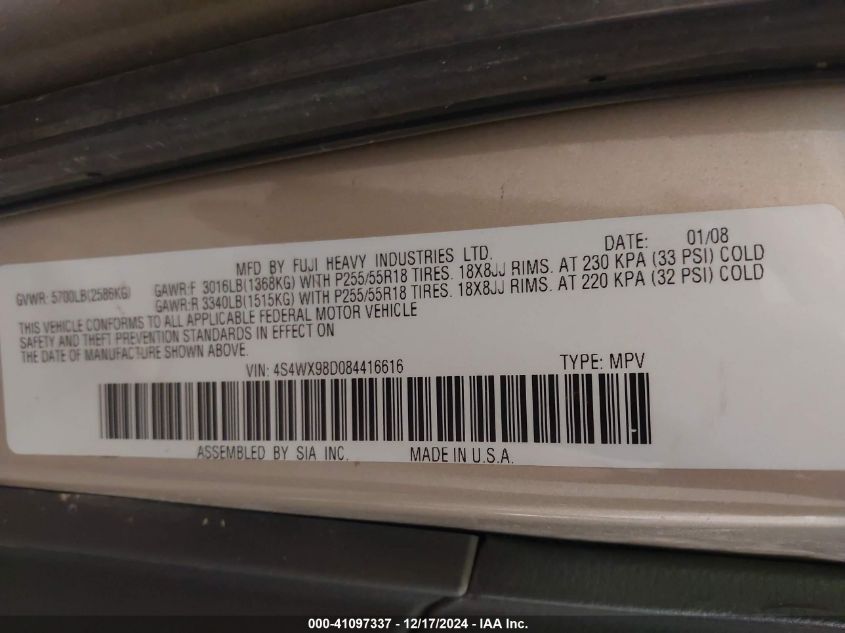 MFD BY FUJI HEAVY INDUSTRIES LTD. DATE: 01/08
GVWR: 5700LB(2586KG) GAWR:F 3016LB(1368KG) WITH P255/55R18 TIRES. 18X8JJ RIMS. AT 230 KPA (33 PSI) COLD
GAWR:R 3340LB(1515KG) WITH P255/55R18 TIRES. 18X8JJ RIMS. AT 220 KPA (32 PSI) COLD
THIS VEHICLE CONFORMS TO ALL APPLICABLE FEDERAL MOTOR VEHICLE
SAFETY AND THEFT PREVENTION STANDARDS IN EFFECT ON
THE DATE OF MANUFACTURE SHOWN ABOVE.
VIN: 4S4WX98D084416616 TYPE: MPV
ASSEMBLED BY SIA INC. MADE IN U.S.A.
000-41097337 - 12/17/2024 - IAA Inc.